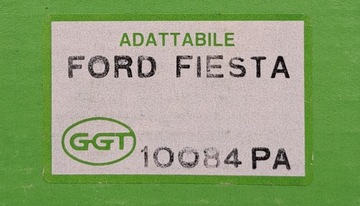 ADATTABILE
FORD FIESTA
GGT
10084 PA